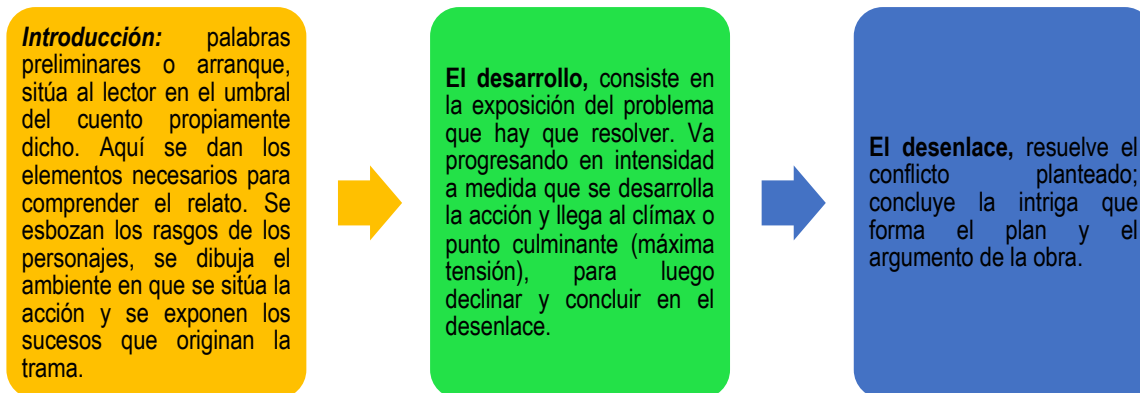 Introducción: palabras
preliminares o arranque,
sitúa al lector en el umbral
del cuento propiamente
dicho. Aquí se dan los
elementos necesarios para
comprender el relato. Se
esbozan los rasgos de los
personajes, se dibuja el
ambiente en que se sitúa la
acción y se exponen los
sucesos que originan la
trama.
El desarrollo, consiste en
la exposición del problema
que hay que resolver. Va
progresando en intensidad
a medida que se desarrolla
la acción y llega al clímax o
punto culminante (máxima
tensión), para luego
declinar y concluir en el
desenlace.
El desenlace, resuelve el
conflicto planteado;
concluye la intriga que
forma el plan y el
argumento de la obra.